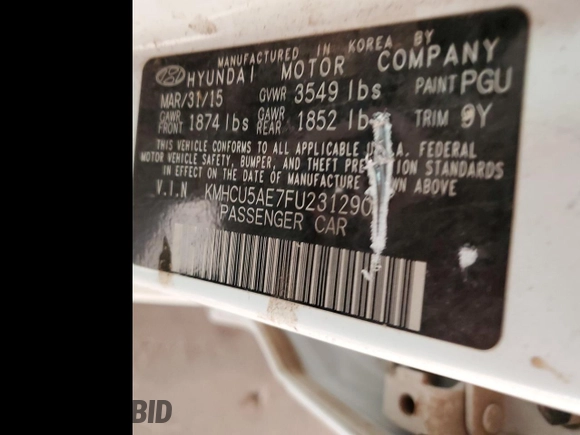 MANUFACTURED IN KOREA BY
HYUNDAI MOTOR COMPANY
MAR/31/15 GVWR 3549 lbs PAINT PGU
GAWR FRONT 1874 lbs GAWR REAR 1852 lbs TRIM 9Y
THIS VEHICLE CONFORMS TO ALL APPLICABLE U.S.A. FEDERAL
MOTOR VEHICLE SAFETY, BUMPER, AND THEFT PREVENTION STANDARDS
IN EFFECT ON THE DATE OF MANUFACTURE SHOWN ABOVE
V.I.N KMHCU5AE7FU231290
PASSENGER CAR
BID